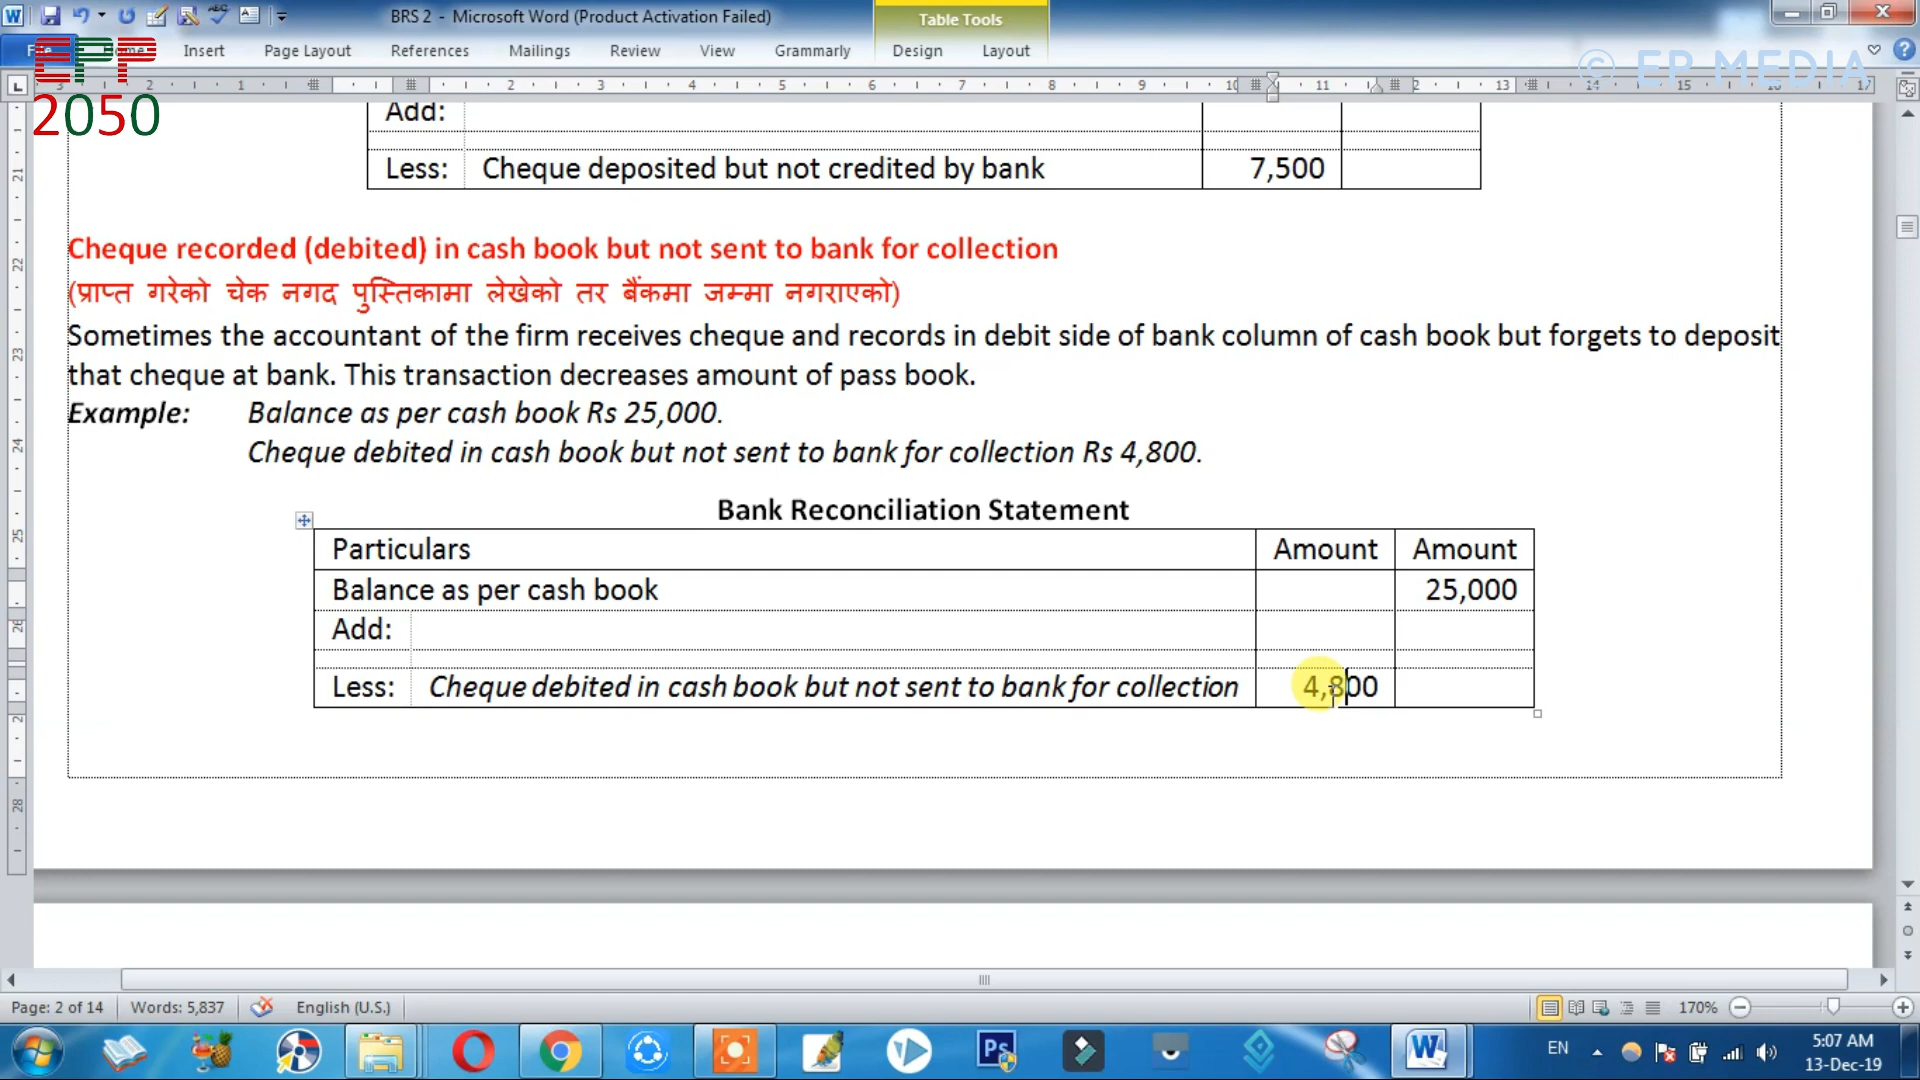 BRS 2 - Microsoft Word (Product Activation Failed)
Table Tools
File Home Insert Page Layout References Mailings Review View Grammarly Design Layout
EPP
2050
© EP MEDIA
Add:
Less: Cheque deposited but not credited by bank 7,500
Cheque recorded (debited) in cash book but not sent to bank for collection
(प्राप्त गरेको चेक नगद पुस्तिकामा लेखेको तर बैंकमा जम्मा नगराएको)
Sometimes the accountant of the firm receives cheque and records in debit side of bank column of cash book but forgets to deposit
that cheque at bank. This transaction decreases amount of pass book.
Example: Balance as per cash book Rs 25,000.
Cheque debited in cash book but not sent to bank for collection Rs 4,800.
Bank Reconciliation Statement
Particulars Amount Amount
Balance as per cash book 25,000
Add:
Less: Cheque debited in cash book but not sent to bank for collection 4,800
Page: 2 of 14 Words: 5,837 English (U.S.) 170%
EN 5:07 AM
13-Dec-19